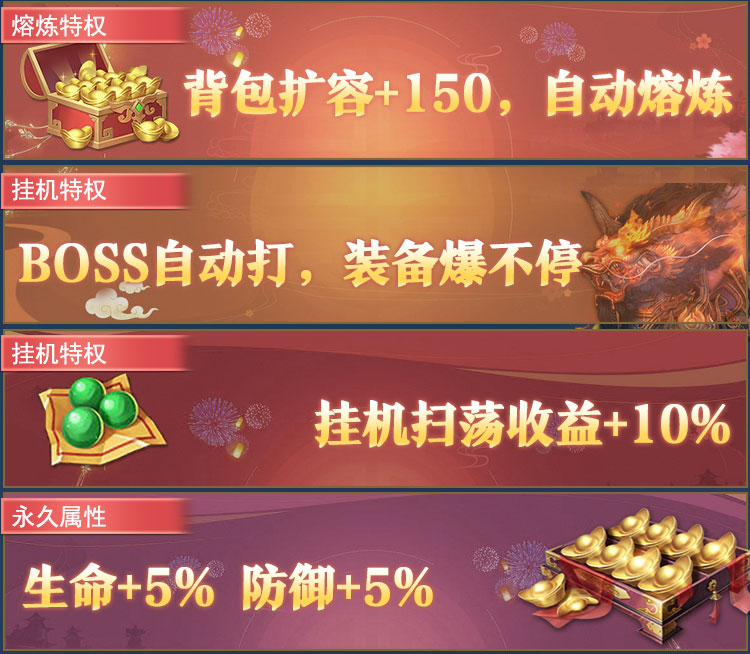 熔炼特权
背包扩容+150，自动熔炼
挂机特权
BOSS自动打，装备爆不停
挂机特权
挂机扫荡收益+10%
永久属性
生命+5% 防御+5%